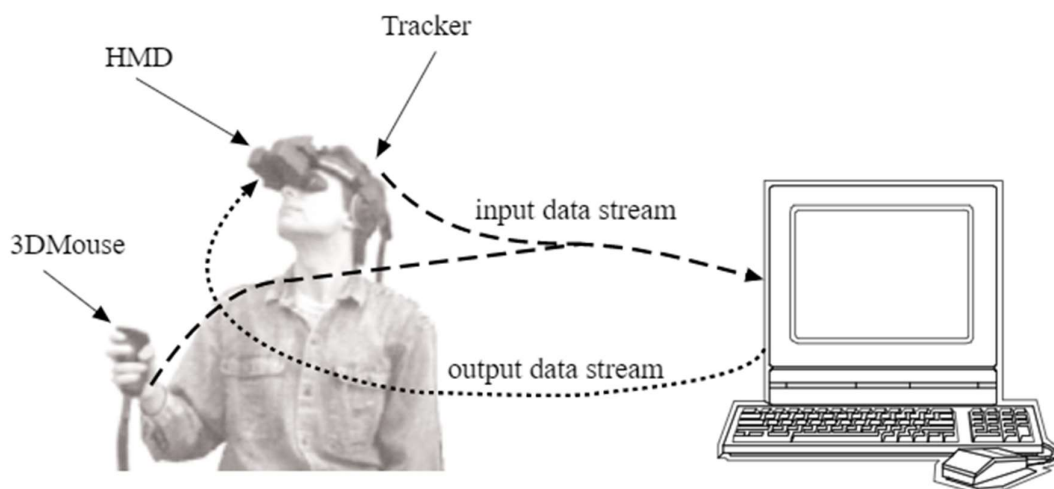 Tracker
HMD
input data stream
3DMouse
output data stream